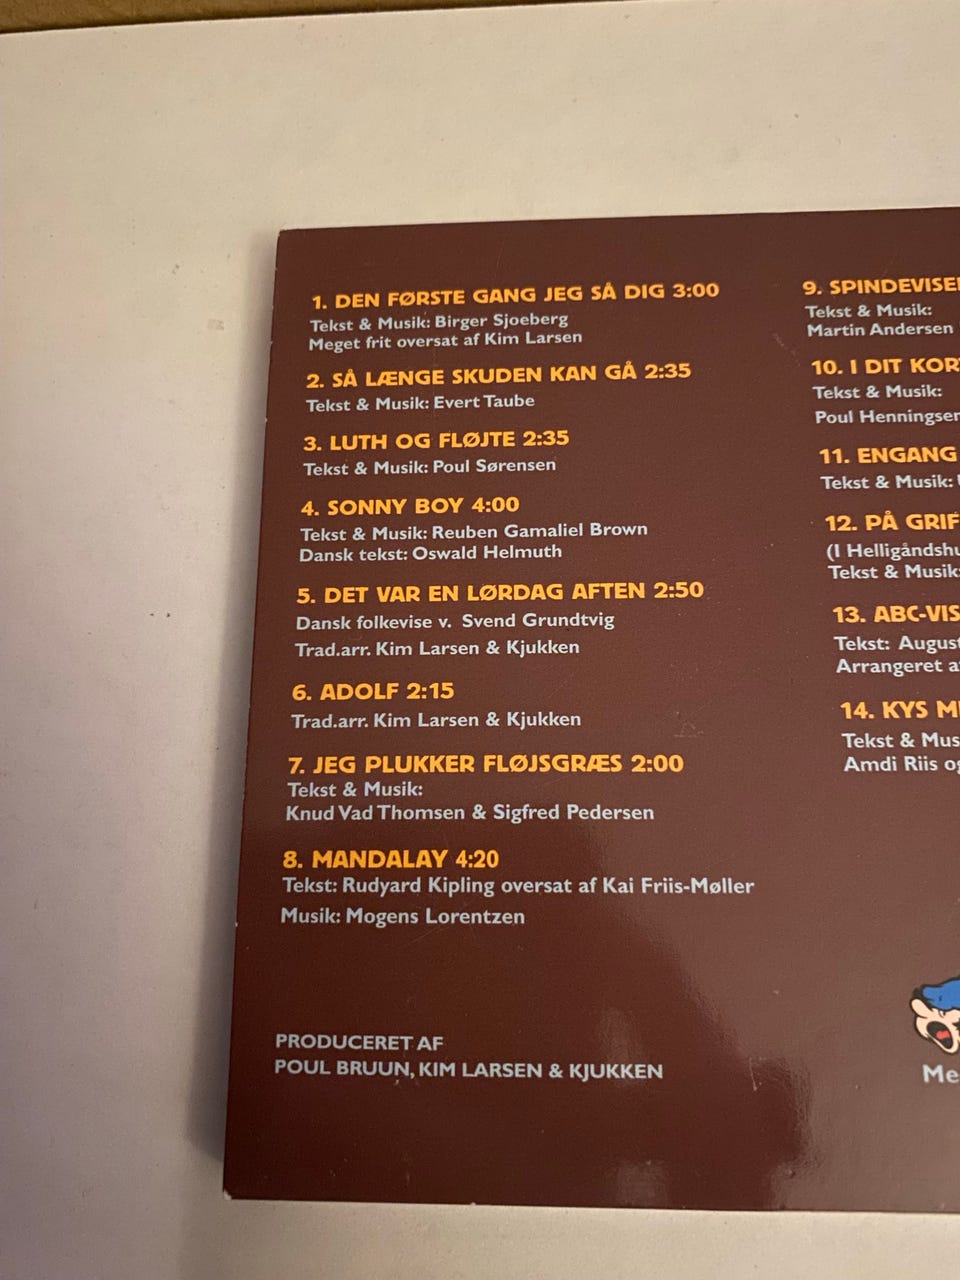 1. DEN FØRSTE GANG JEG SÅ DIG 3:00
Tekst & Musik: Birger Sjoeberg
Meget frit oversat af Kim Larsen
2. SÅ LÆNGE SKUDEN KAN GÅ 2:35
Tekst & Musik: Evert Taube
3. LUTH OG FLØJTE 2:35
Tekst & Musik: Poul Sørensen
4. SONNY BOY 4:00
Tekst & Musik: Reuben Gamaliel Brown
Dansk tekst: Oswald Helmuth
5. DET VAR EN LØRDAG AFTEN 2:50
Dansk folkevise v. Svend Grundtvig
Trad.arr. Kim Larsen & Kjukken
6. ADOLF 2:15
Trad.arr. Kim Larsen & Kjukken
7. JEG PLUKKER FLØJSGRÆS 2:00
Tekst & Musik:
Knud Vad Thomsen & Sigfred Pedersen
8. MANDALAY 4:20
Tekst: Rudyard Kipling oversat af Kai Friis-Møller
Musik: Mogens Lorentzen
PRODUCERET AF
POUL BRUUN, KIM LARSEN & KJUKKEN
9. SPINDEVISE
Tekst & Musik:
Martin Andersen
10. I DIT
Tekst & Musik:
Poul Henningsen
11. ENGANG
Tekst & Musik:
12. PÅ
(I
Tekst & Musik:
13.
Tekst: August
Arrangeret
14. KYS
Tekst &
Amdi Riis